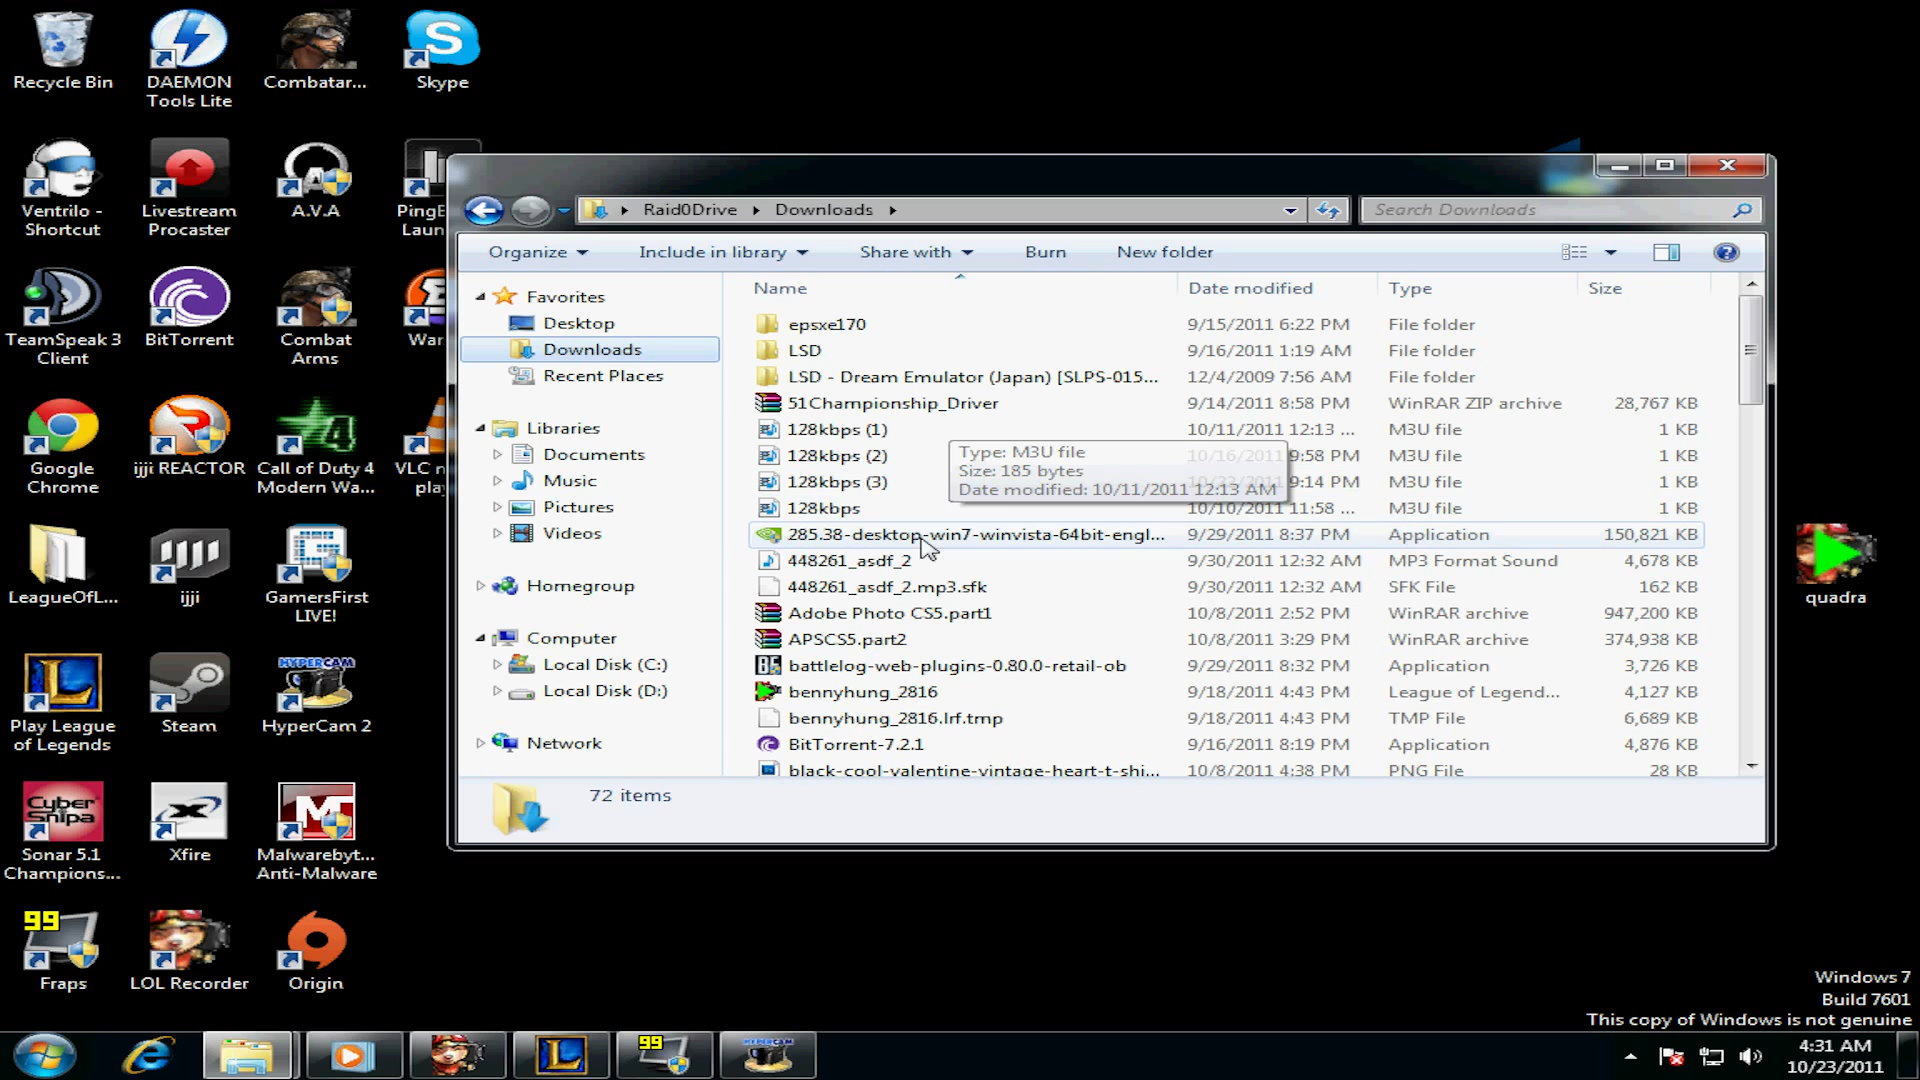 Recycle Bin
DAEMON
Tools Lite
Combatar...
Skype
Ventrilo -
Shortcut
Livestream
Procaster
A.V.A
TeamSpeak 3
Client
BitTorrent
Combat
Arms
Google
Chrome
ijji REACTOR
Call of Duty 4
Modern Wa...
VLC
LeagueOfL...
ijji
GamersFirst
LIVE!
Play League
of Legends
Steam
HYPERCAM
HyperCam 2
Cyber
Snipa
Sonar 5.1
Champions...
Xfire
Malwarebyt...
Anti-Malware
99
Fraps
LOL Recorder
Origin
quadra
Raid0Drive
Downloads
Search Downloads
Organize
Include in library
Share with
Burn
New folder
Favorites
Desktop
Downloads
Recent Places
Libraries
Documents
Music
Pictures
Videos
Homegroup
Computer
Local Disk (C:)
Local Disk (D:)
Network
Name Date modified Type Size
epsxe170 9/15/2011 6:22 PM File folder
LSD 9/16/2011 1:19 AM File folder
LSD - Dream Emulator (Japan) [SLPS-015... 12/4/2009 7:56 AM File folder
51Championship_Driver 9/14/2011 8:58 PM WinRAR ZIP archive 28,767 KB
128kbps (1) 10/11/2011 12:13 ... M3U file 1 KB
128kbps (2) 10/16/2011 9:58 PM M3U file 1 KB
128kbps (3) 9:14 PM M3U file 1 KB
128kbps 10/10/2011 11:58 ... M3U file 1 KB
Type: M3U file
Size: 185 bytes
Date modified: 10/11/2011 12:13 AM
285.38-desktop-win7-winvista-64bit-engl... 9/29/2011 8:37 PM Application 150,821 KB
448261_asdf_2 9/30/2011 12:32 AM MP3 Format Sound 4,678 KB
448261_asdf_2.mp3.sfk 9/30/2011 12:32 AM SFK File 162 KB
Adobe Photo CS5.part1 10/8/2011 2:52 PM WinRAR archive 947,200 KB
APSCS5.part2 10/8/2011 3:29 PM WinRAR archive 374,938 KB
battlelog-web-plugins-0.80.0-retail-ob 9/29/2011 8:32 PM Application 3,726 KB
bennyhung_2816 9/18/2011 4:43 PM League of Legend... 4,127 KB
bennyhung_2816.lrf.tmp 9/18/2011 4:43 PM TMP File 6,689 KB
BitTorrent-7.2.1 9/16/2011 8:19 PM Application 4,876 KB
black-cool-valentine-vintage-heart-t-shi... 10/8/2011 4:38 PM PNG File 28 KB
72 items
Windows 7
Build 7601
This copy of Windows is not genuine
99
HYPERCAM
4:31 AM
10/23/2011